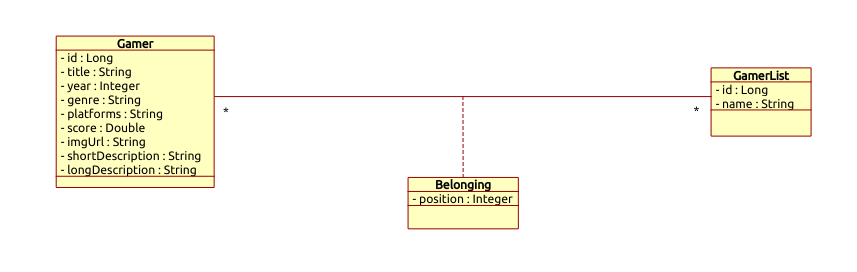 Gamer
- id : Long
- title : String
- year : Integer
- genre : String
- platforms : String
- score : Double
- imgUrl : String
- shortDescription : String
- longDescription : String
*
*
GamerList
- id : Long
- name : String
Belonging
- position : Integer